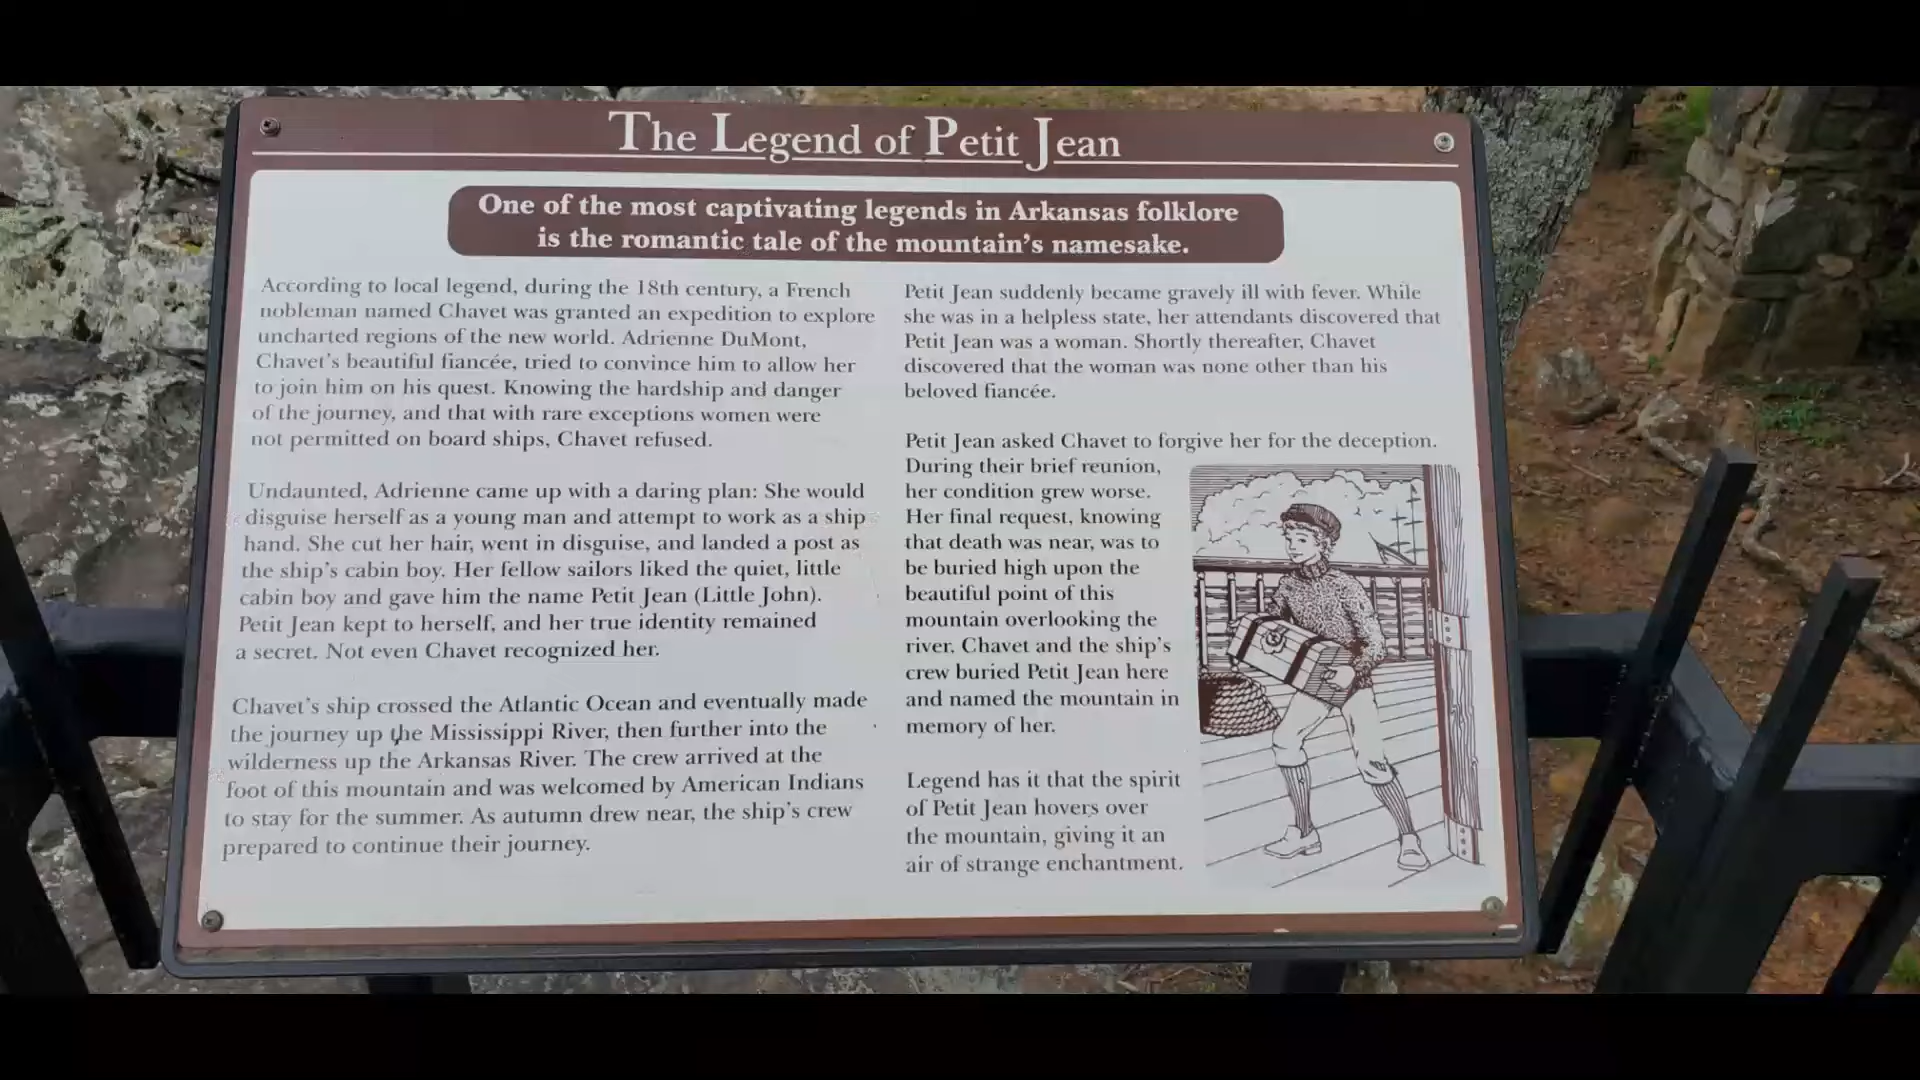 The Legend of Petit Jean
One of the most captivating legends in Arkansas folklore
is the romantic tale of the mountain's namesake.
According to local legend, during the 18th century, a French
nobleman named Chavet was granted an expedition to explore
uncharted regions of the new world. Adrienne DuMont,
Chavet's beautiful fiancée, tried to convince him to allow her
to join him on his quest. Knowing the hardship and danger
of the journey, and that with rare exceptions women were
not permitted on board ships, Chavet refused.
Undaunted, Adrienne came up with a daring plan: She would
disguise herself as a young man and attempt to work as a ship
hand. She cut her hair, went in disguise, and landed a post as
the ship's cabin boy. Her fellow sailors liked the quiet, little
cabin boy and gave him the name Petit Jean (Little John).
Petit Jean kept to herself, and her true identity remained
a secret. Not even Chavet recognized her.
Chavet's ship crossed the Atlantic Ocean and eventually made
the journey up the Mississippi River, then further into the
wilderness up the Arkansas River. The crew arrived at the
foot of this mountain and was welcomed by American Indians
to stay for the summer. As autumn drew near, the ship's crew
prepared to continue their journey.
Petit Jean suddenly became gravely ill with fever. While
she was in a helpless state, her attendants discovered that
Petit Jean was a woman. Shortly thereafter, Chavet
discovered that the woman was none other than his
beloved fiancée.
Petit Jean asked Chavet to forgive her for the deception.
During their brief reunion,
her condition grew worse.
Her final request, knowing
that death was near, was to
be buried high upon the
beautiful point of this
mountain overlooking the
river. Chavet and the ship's
crew buried Petit Jean here
and named the mountain in
memory of her.
Legend has it that the spirit
of Petit Jean hovers over
the mountain, giving it an
air of strange enchantment.